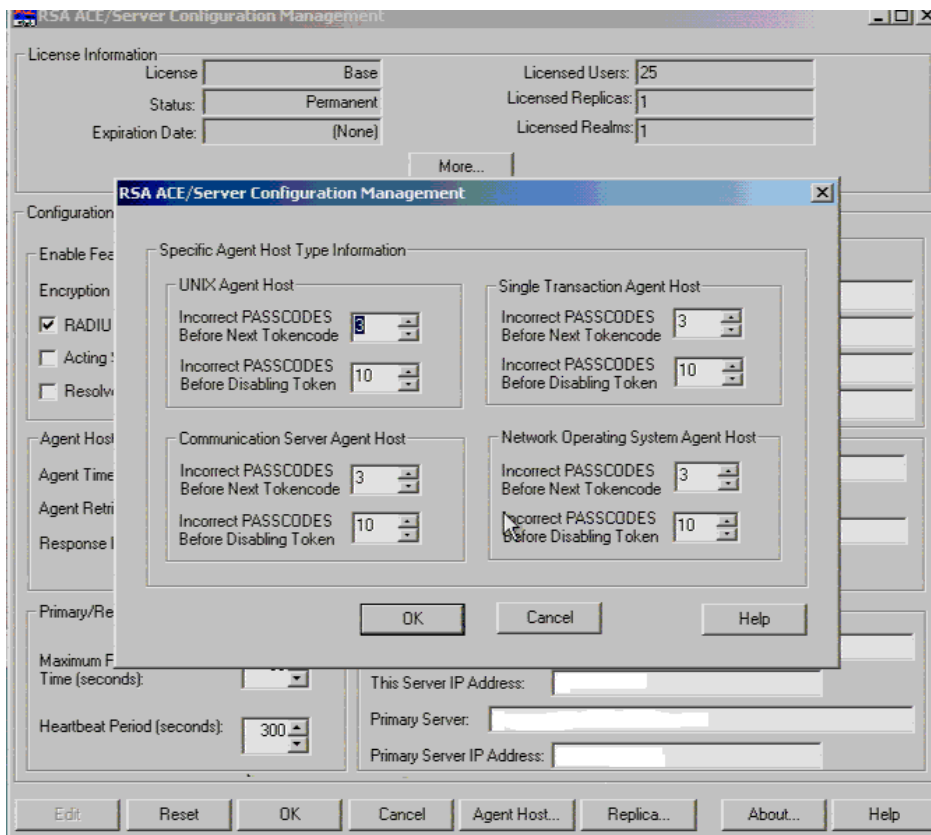 RSA ACE/Server Configuration Management
License Information
License Base
Licensed Users: 25
Status: Permanent
Licensed Replicas: 1
Expiration Date: (None)
Licensed Realms: 1
More...
RSA ACE/Server Configuration Management
Configuration
Enable Fea
Encryption
RADIU
Acting
Resolv
Agent Host
Agent Time
Agent Retri
Response
Primary/Re
Specific Agent Host Type Information
UNIX Agent Host
Incorrect PASSCODES
Before Next Tokencode 3
Incorrect PASSCODES
Before Disabling Token 10
Single Transaction Agent Host
Incorrect PASSCODES
Before Next Tokencode 3
Incorrect PASSCODES
Before Disabling Token 10
Communication Server Agent Host
Incorrect PASSCODES
Before Next Tokencode 3
Incorrect PASSCODES
Before Disabling Token 10
Network Operating System Agent Host
Incorrect PASSCODES
Before Next Tokencode 3
Incorrect PASSCODES
Before Disabling Token 10
OK Cancel Help
Maximum F
Time (seconds):
Heartbeat Period (seconds): 300
This Server IP Address:
Primary Server:
Primary Server IP Address:
Edit Reset OK Cancel Agent Host... Replica... About... Help